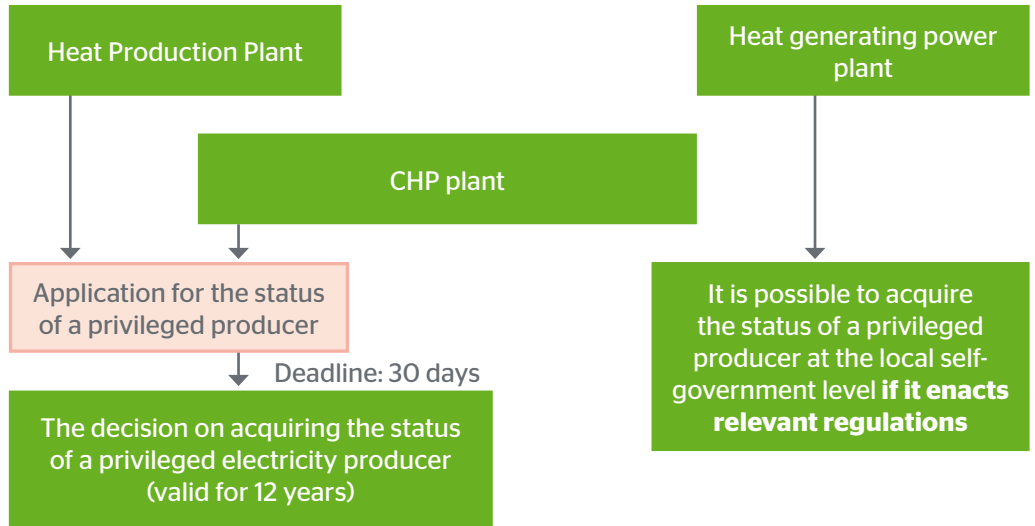 Heat Production Plant
Heat generating power
plant
CHP plant
Application for the status
of a privileged producer
Deadline: 30 days
The decision on acquiring the status
of a privileged electricity producer
(valid for 12 years)
It is possible to acquire
the status of a privileged
producer at the local self-
government level if it enacts
relevant regulations